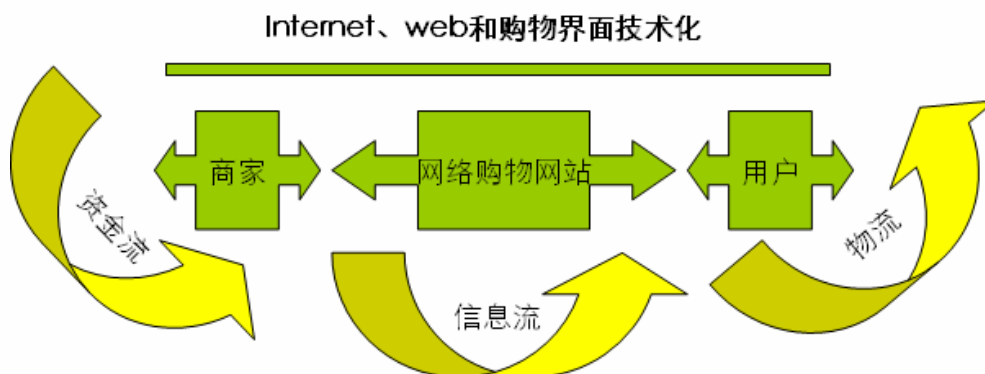 Internet、web和购物界面技术化
商家
网络购物网站
用户
资金流
信息流
物流